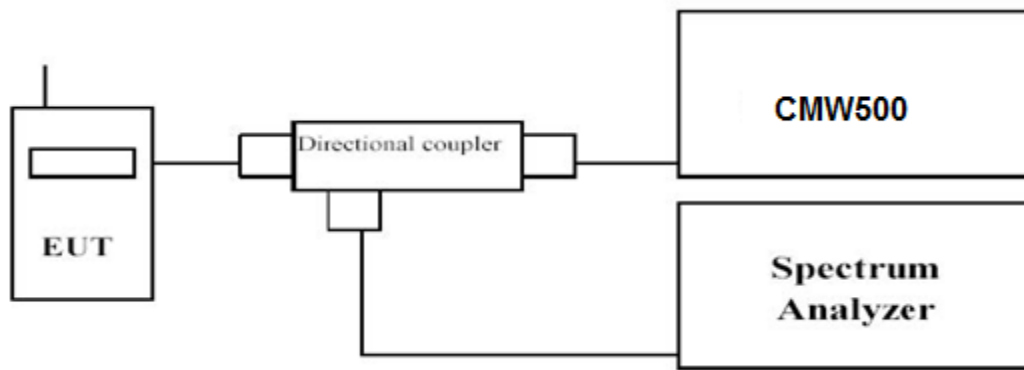 CMW500
Directional coupler
EUT
Spectrum
Analyzer